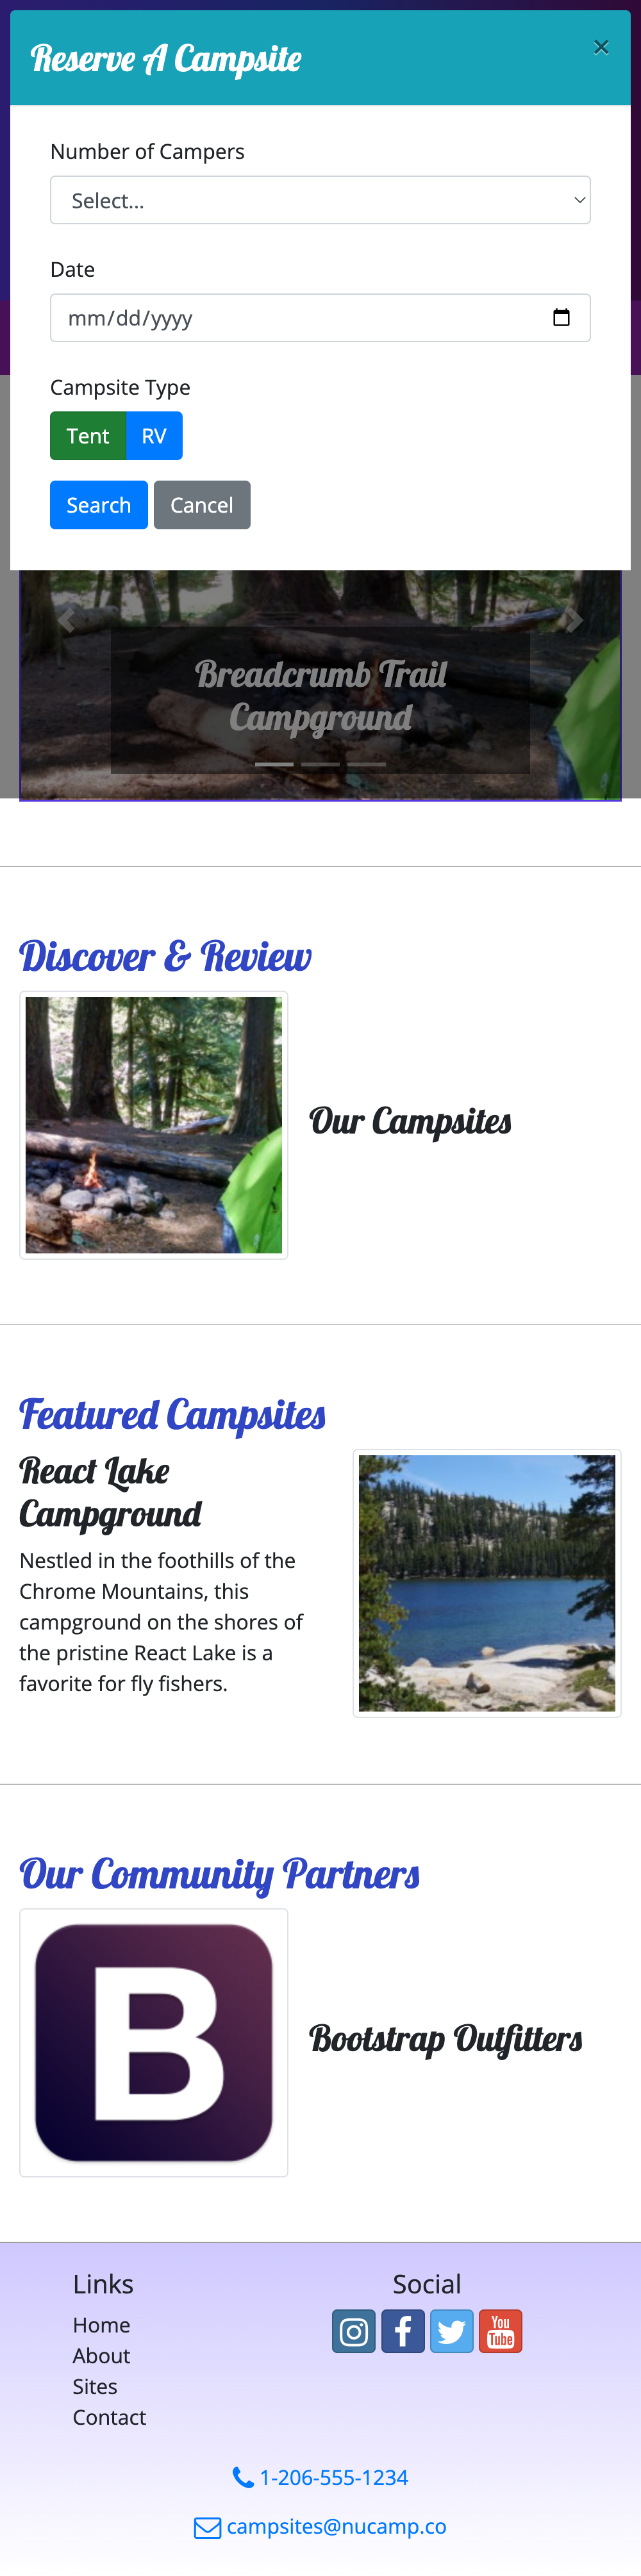 Reserve A Campsite
×
Number of Campers
Select...
Date
mm/dd/yyyy
Campsite Type
Tent RV
Search Cancel
Breadcrumb Trail
Campground
Discover & Review
Our Campsites
Featured Campsites
React Lake
Campground
Nestled in the foothills of the
Chrome Mountains, this
campground on the shores of
the pristine React Lake is a
favorite for fly fishers.
Our Community Partners
B
Bootstrap Outfitters
Links
Home
About
Sites
Contact
Social
f
You
Tube
1-206-555-1234
campsites@nucamp.co